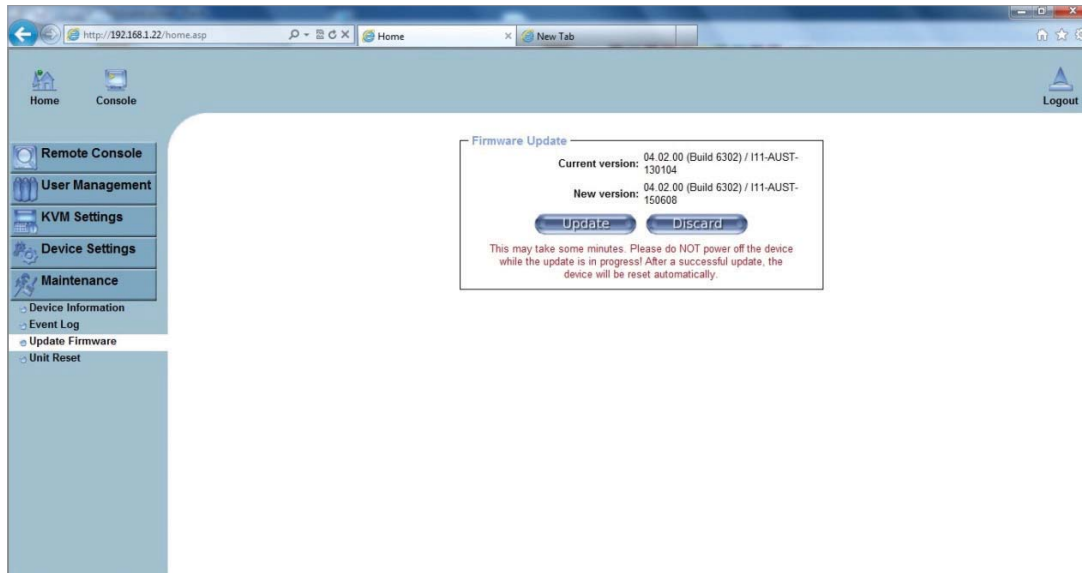 http://192.168.1.22/home.asp
Home
New Tab
Home
Console
Logout
Remote Console
User Management
KVM Settings
Device Settings
Maintenance
Device Information
Event Log
Update Firmware
Unit Reset
Firmware Update
Current version: 04.02.00 (Build 6302) / I11-AUST-
130104
New version: 04.02.00 (Build 6302) / I11-AUST-
150608
Update Discard
This may take some minutes. Please do NOT power off the device
while the update is in progress! After a successful update, the
device will be reset automatically.